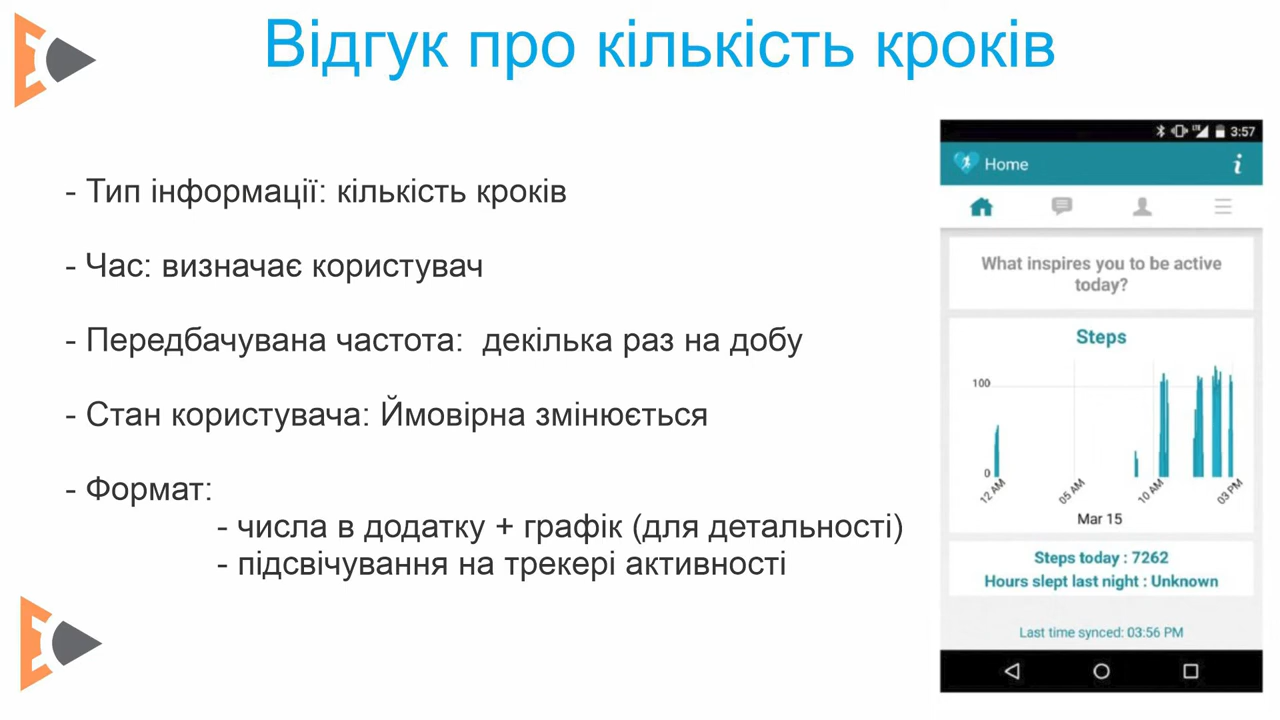 Відгук про кількість кроків
- Тип інформації: кількість кроків
- Час: визначає користувач
- Передбачувана частота: декілька раз на добу
- Стан користувача: Ймовірна змінюється
- Формат:
- числа в додатку + графік (для детальності)
- підсвічування на трекері активності
LTE 3:57
Home i
What inspires you to be active
today?
Steps
100
0
12 AM 05 AM 10 AM 03 PM
Mar 15
Steps today : 7262
Hours slept last night : Unknown
Last time synced: 03:56 PM